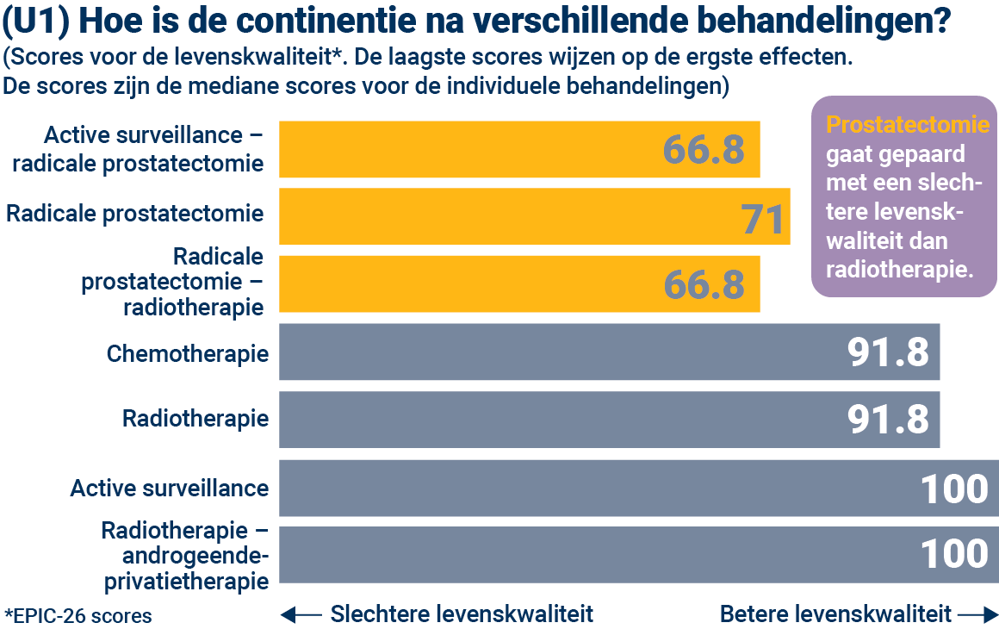 (U1) Hoe is de continentie na verschillende behandelingen?
(Scores voor de levenskwaliteit*. De laagste scores wijzen op de ergste effecten.
De scores zijn de mediane scores voor de individuele behandelingen)
Active surveillance –
radicale prostatectomie
66.8
Radicale prostatectomie
71
Radicale
prostatectomie –
radiotherapie
66.8
Prostatectomie
gaat gepaard
met een slech-
tere levensk-
waliteit dan
radiotherapie.
Chemotherapie
91.8
Radiotherapie
91.8
Active surveillance
100
Radiotherapie –
androgeende-
privatietherapie
100
*EPIC-26 scores
Slechtere levenskwaliteit
Betere levenskwaliteit